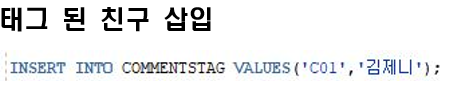 태그 된 친구 삽입
INSERT INTO COMMENTSTAG VALUES('C01','김제니');